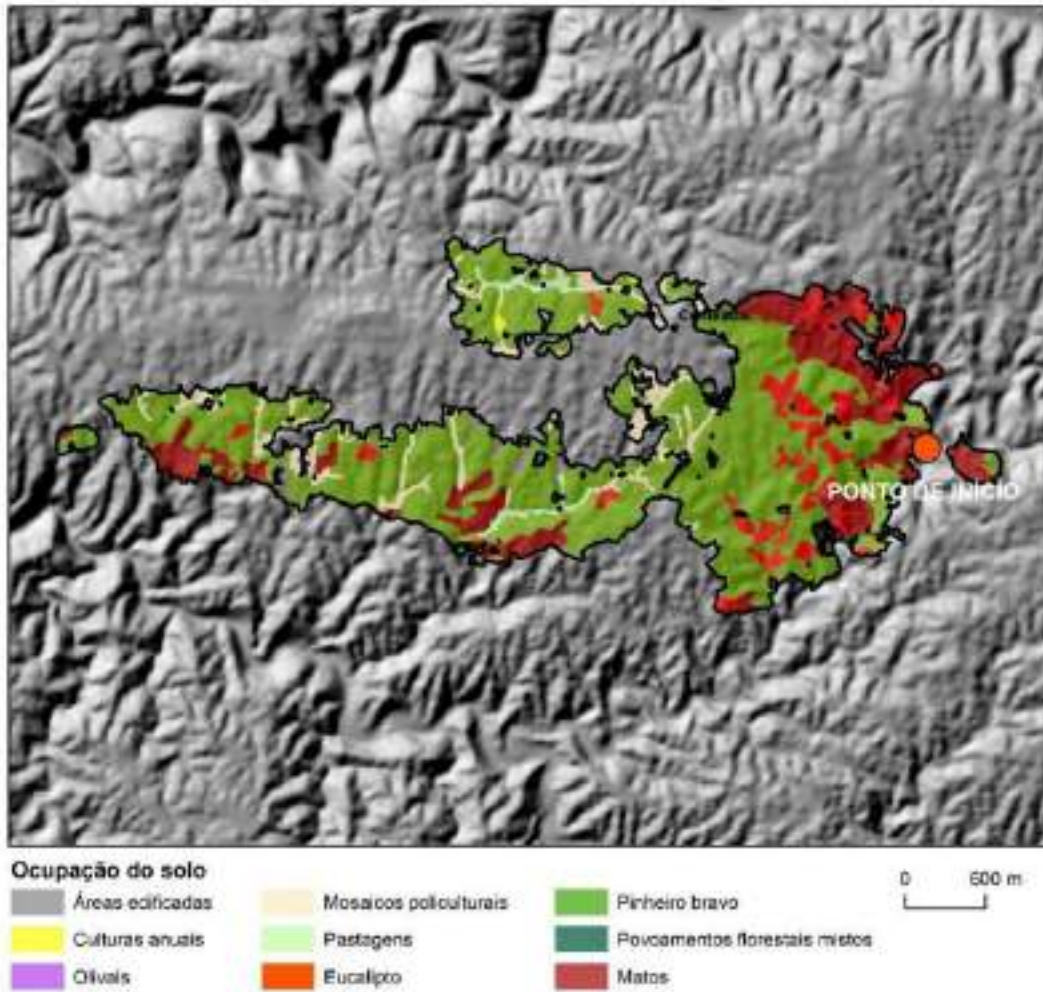 PONTO DE INÍCIO
Ocupação do solo
Áreas edificadas
Mosaicos policulturais
Pinheiro bravo
0 600 m
Culturas anuais
Pastagens
Povoamentos florestais mistos
Olivais
Eucalipto
Matos